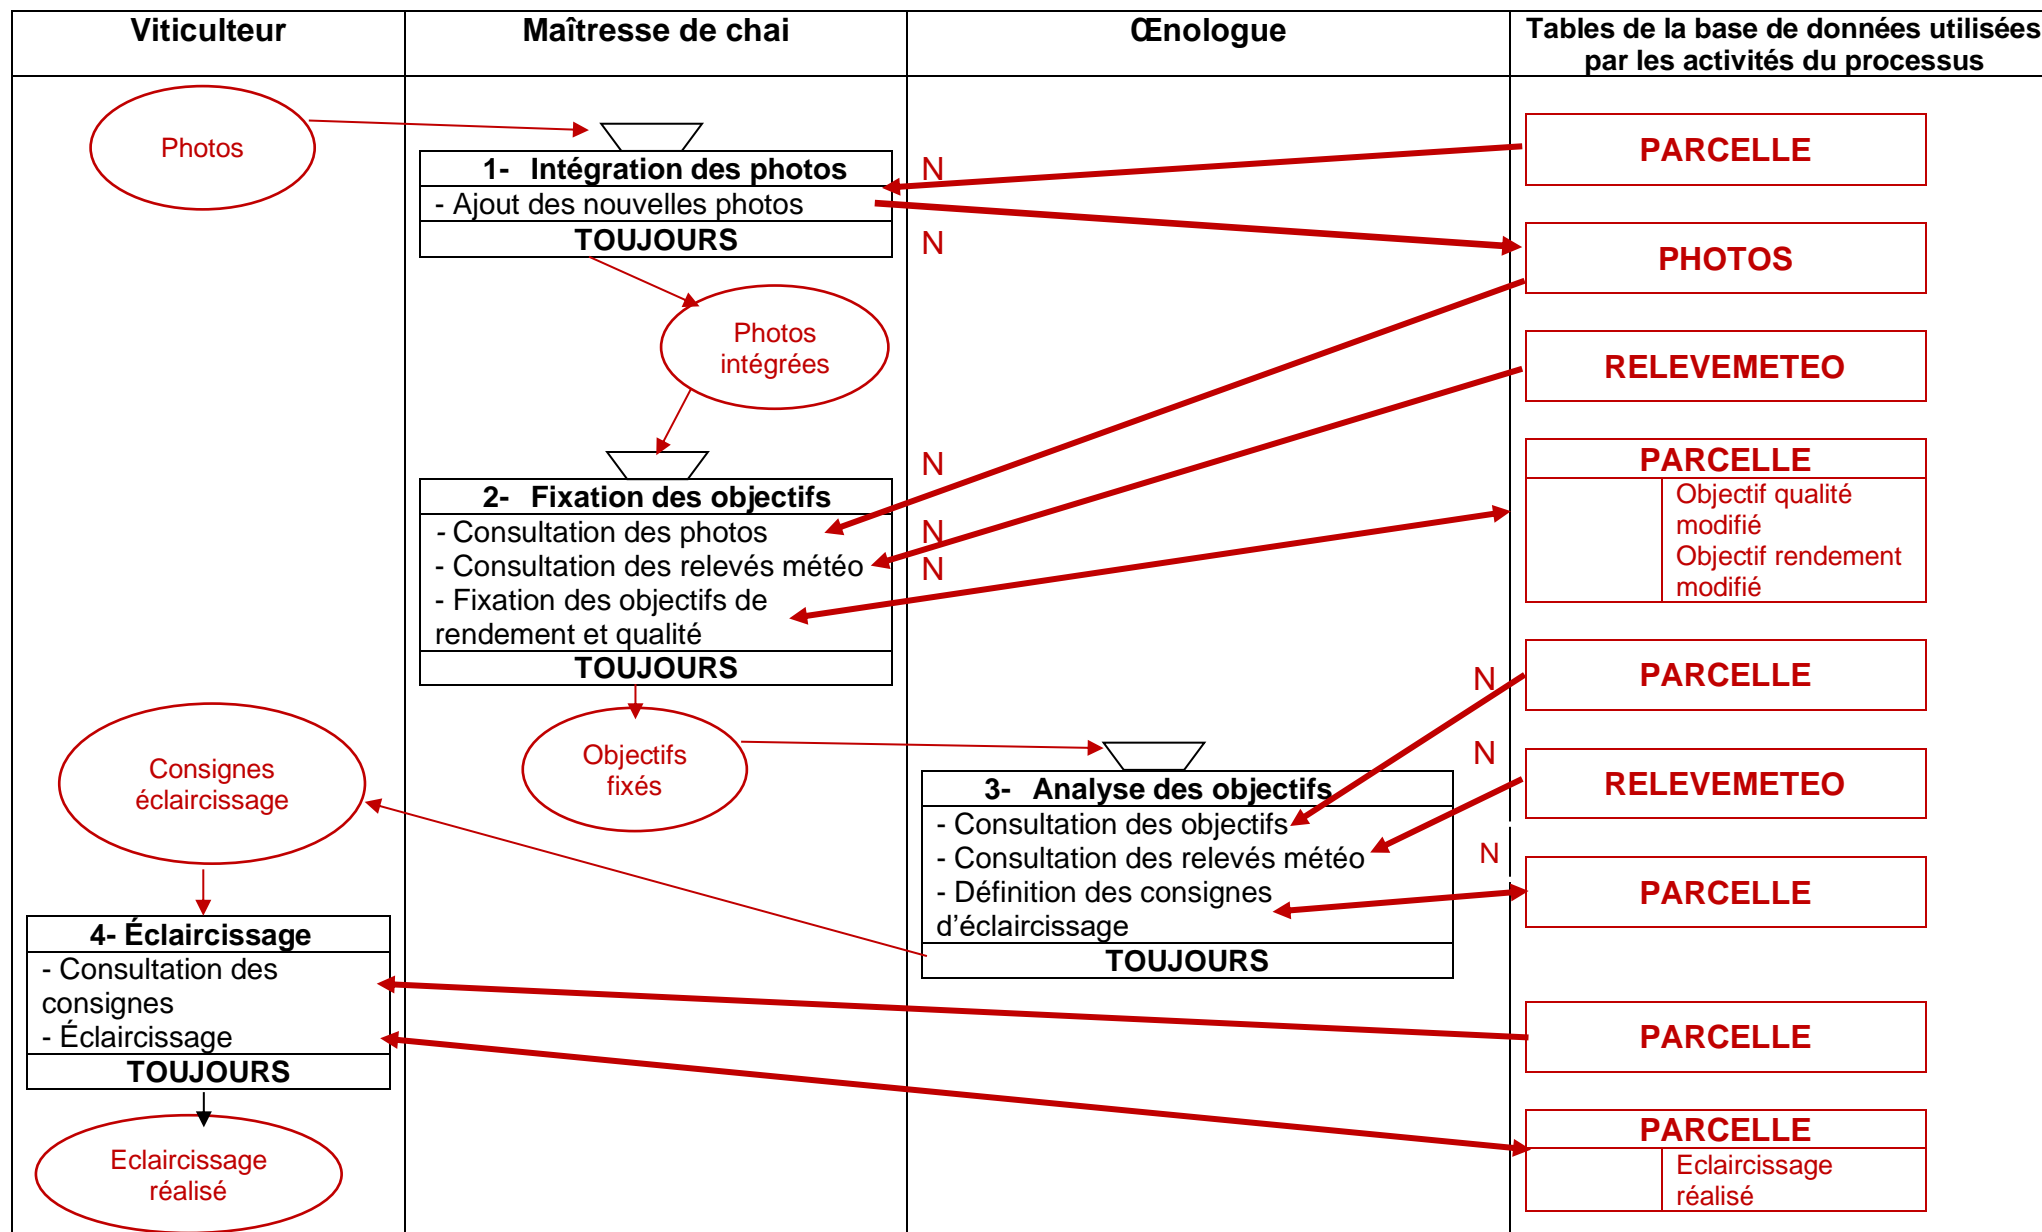 Viticulteur
Maîtresse de chai
Œnologue
Tables de la base de données utilisées
par les activités du processus
Photos
1- Intégration des photos
- Ajout des nouvelles photos
TOUJOURS
N
N
PARCELLE
PHOTOS
Photos
intégrées
RELEVEMETEO
2- Fixation des objectifs
- Consultation des photos
- Consultation des relevés météo
- Fixation des objectifs de
rendement et qualité
TOUJOURS
N
N
N
PARCELLE
Objectif qualité
modifié
Objectif rendement
modifié
Objectifs
fixés
N
PARCELLE
N
RELEVEMETEO
N
PARCELLE
3- Analyse des objectifs
- Consultation des objectifs
- Consultation des relevés météo
- Définition des consignes
d’éclaircissage
TOUJOURS
Consignes
éclaircissage
4- Éclaircissage
- Consultation des
consignes
- Éclaircissage
TOUJOURS
PARCELLE
PARCELLE
Eclaircissage
réalisé
Eclaircissage
réalisé